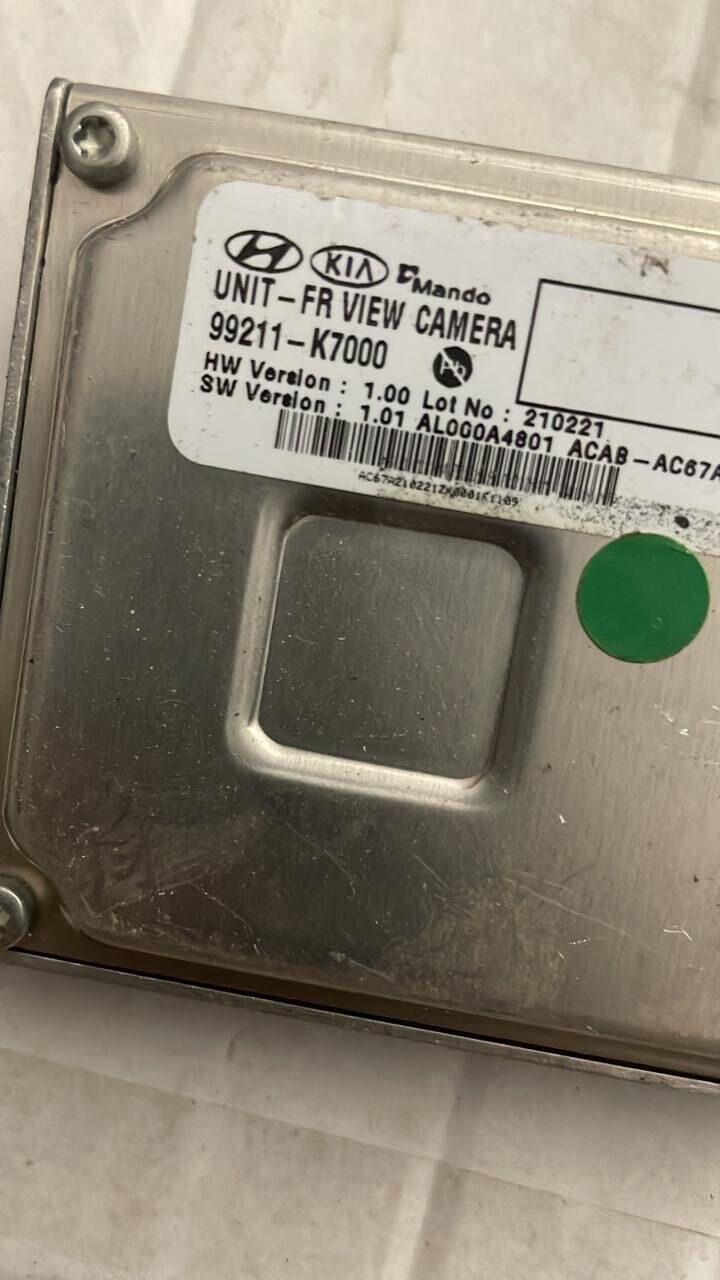 KIA Mando
UNIT-FR VIEW CAMERA
99211-K7000 Pb
HW Version : 1.00 Lot No : 210221
SW Version : 1.01 AL000A4801 ACAB-AC67A